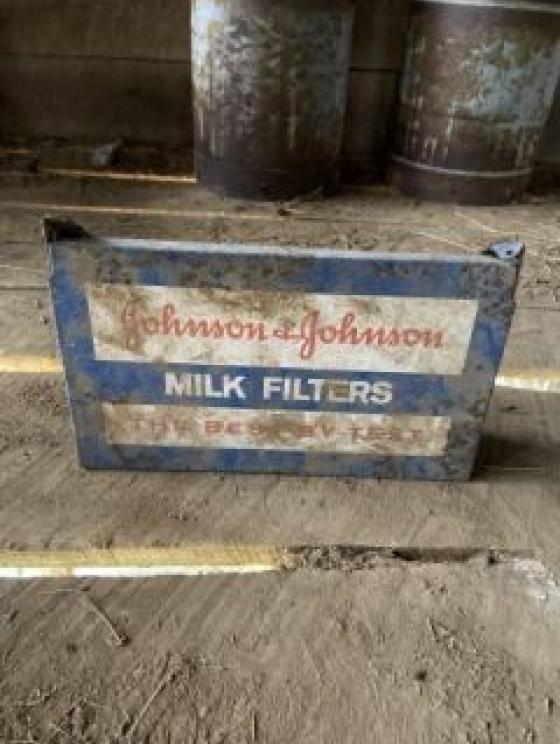 Johnson & Johnson
MILK FILTERS
THE BEST BY TEST